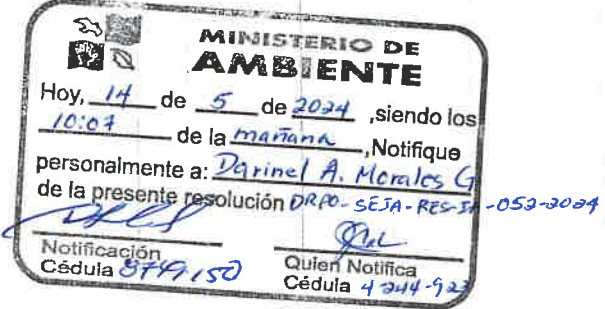 MINISTERIO DE
AMBIENTE
Hoy, 14 de 5 de 2024 ,siendo los
10:07 de la mañana ,Notifique
personalmente a: Darinel A. Morales G
de la presente resolución DRPO-SEIA-RES-IA-052-2024
Notificación
Cédula 8749,150
Quien Notifica
Cédula 4-244-923